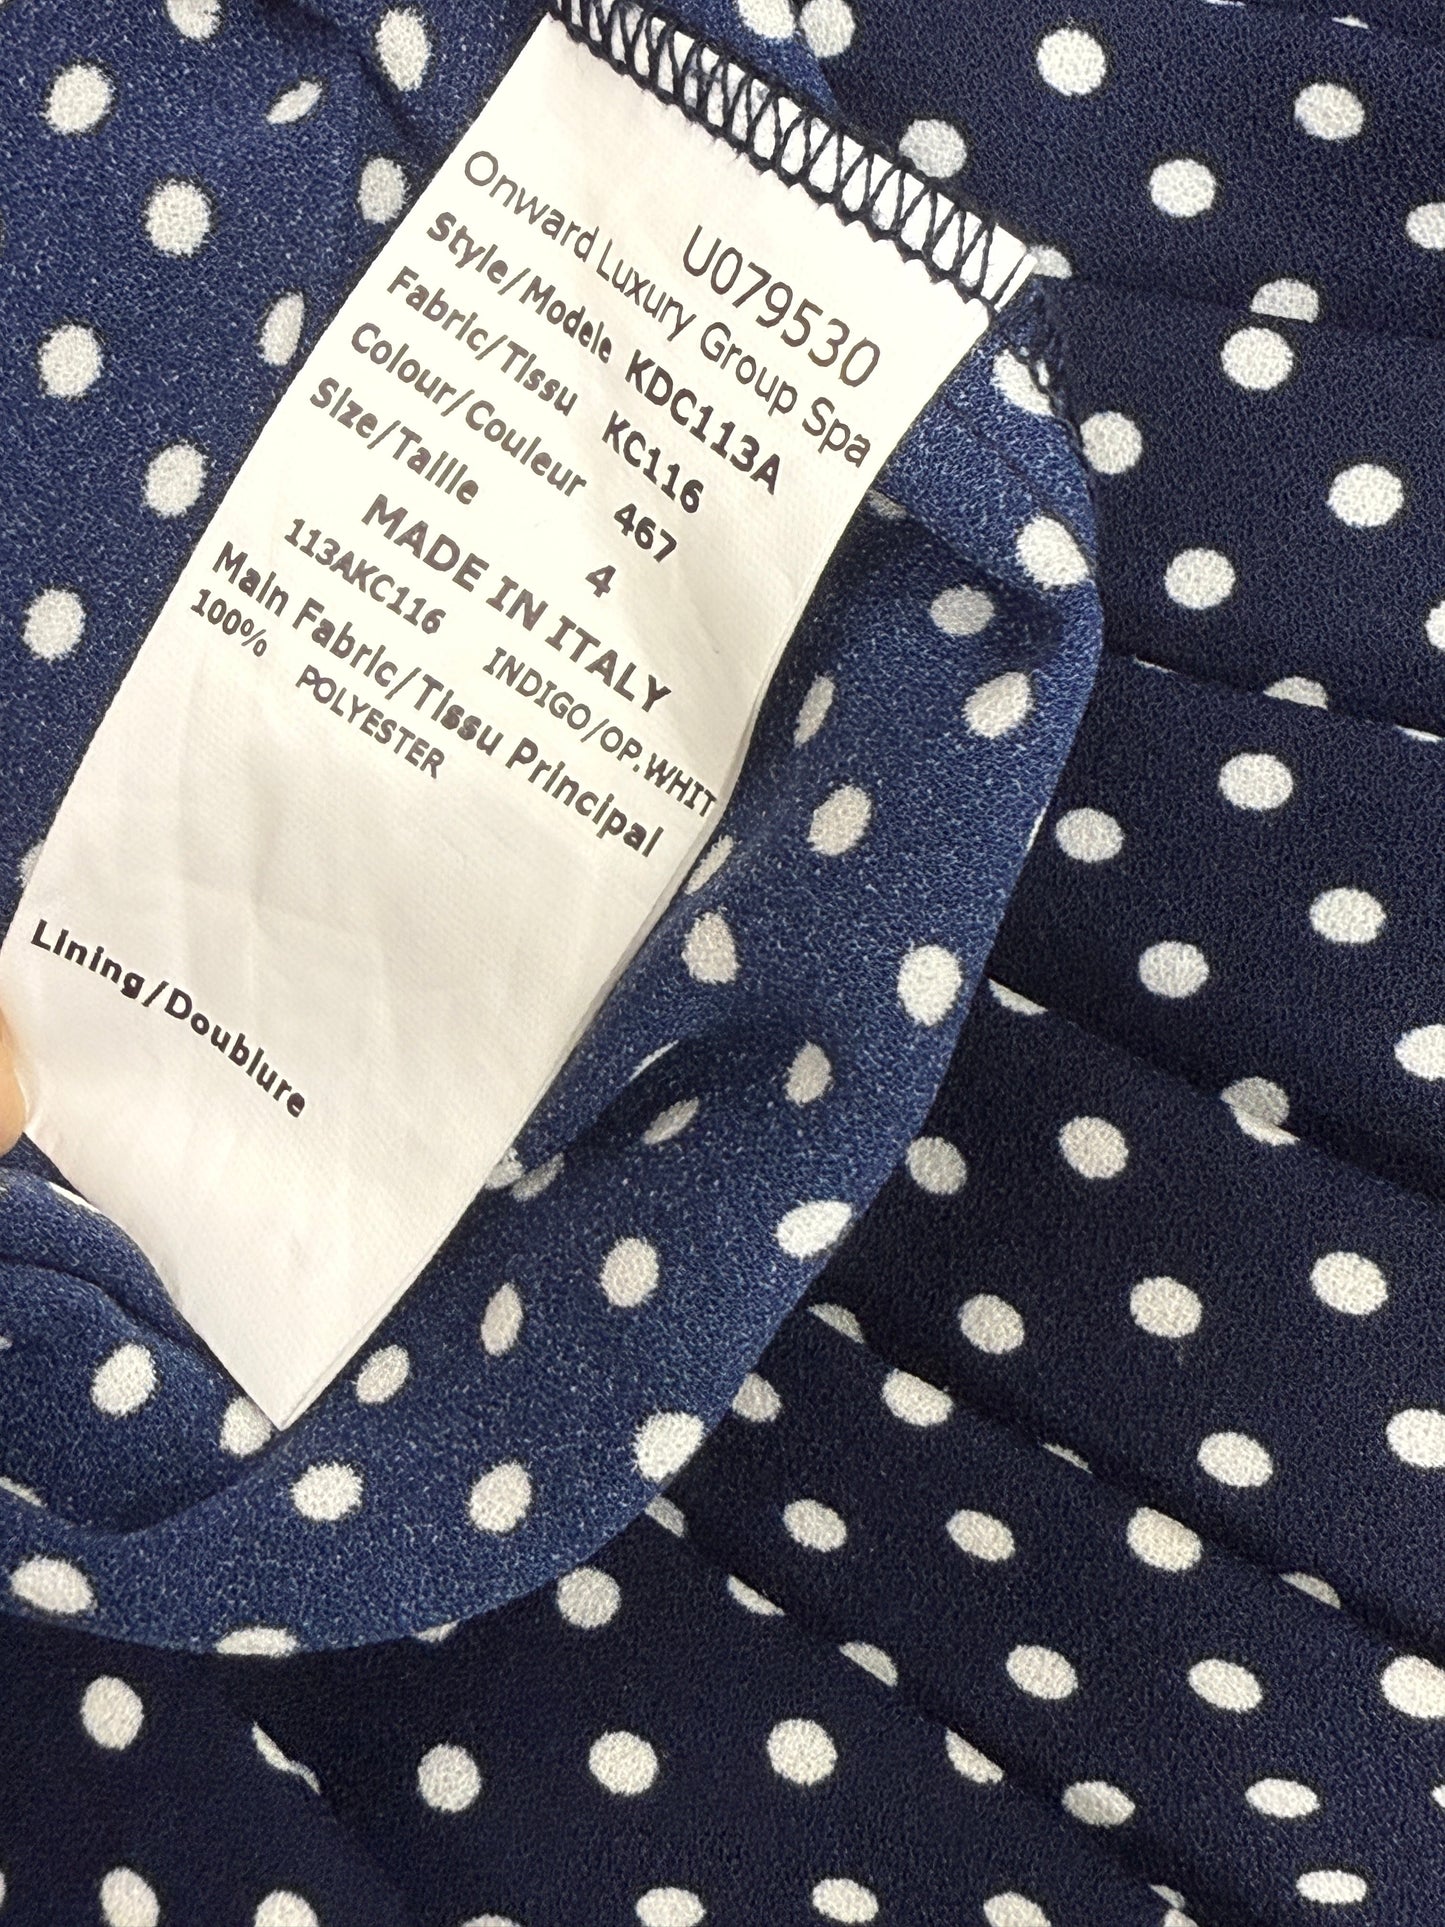 U079530
Onward Luxury Group Spa
Style/Modele KDC113A
Fabric/Tissu KC116
Colour/Couleur 467
Size/Taille 4
MADE IN ITALY
113AKC116 INDIGO/OP.WHIT
Main Fabric/Tissu Principal
100% POLYESTER
Lining/Doublure